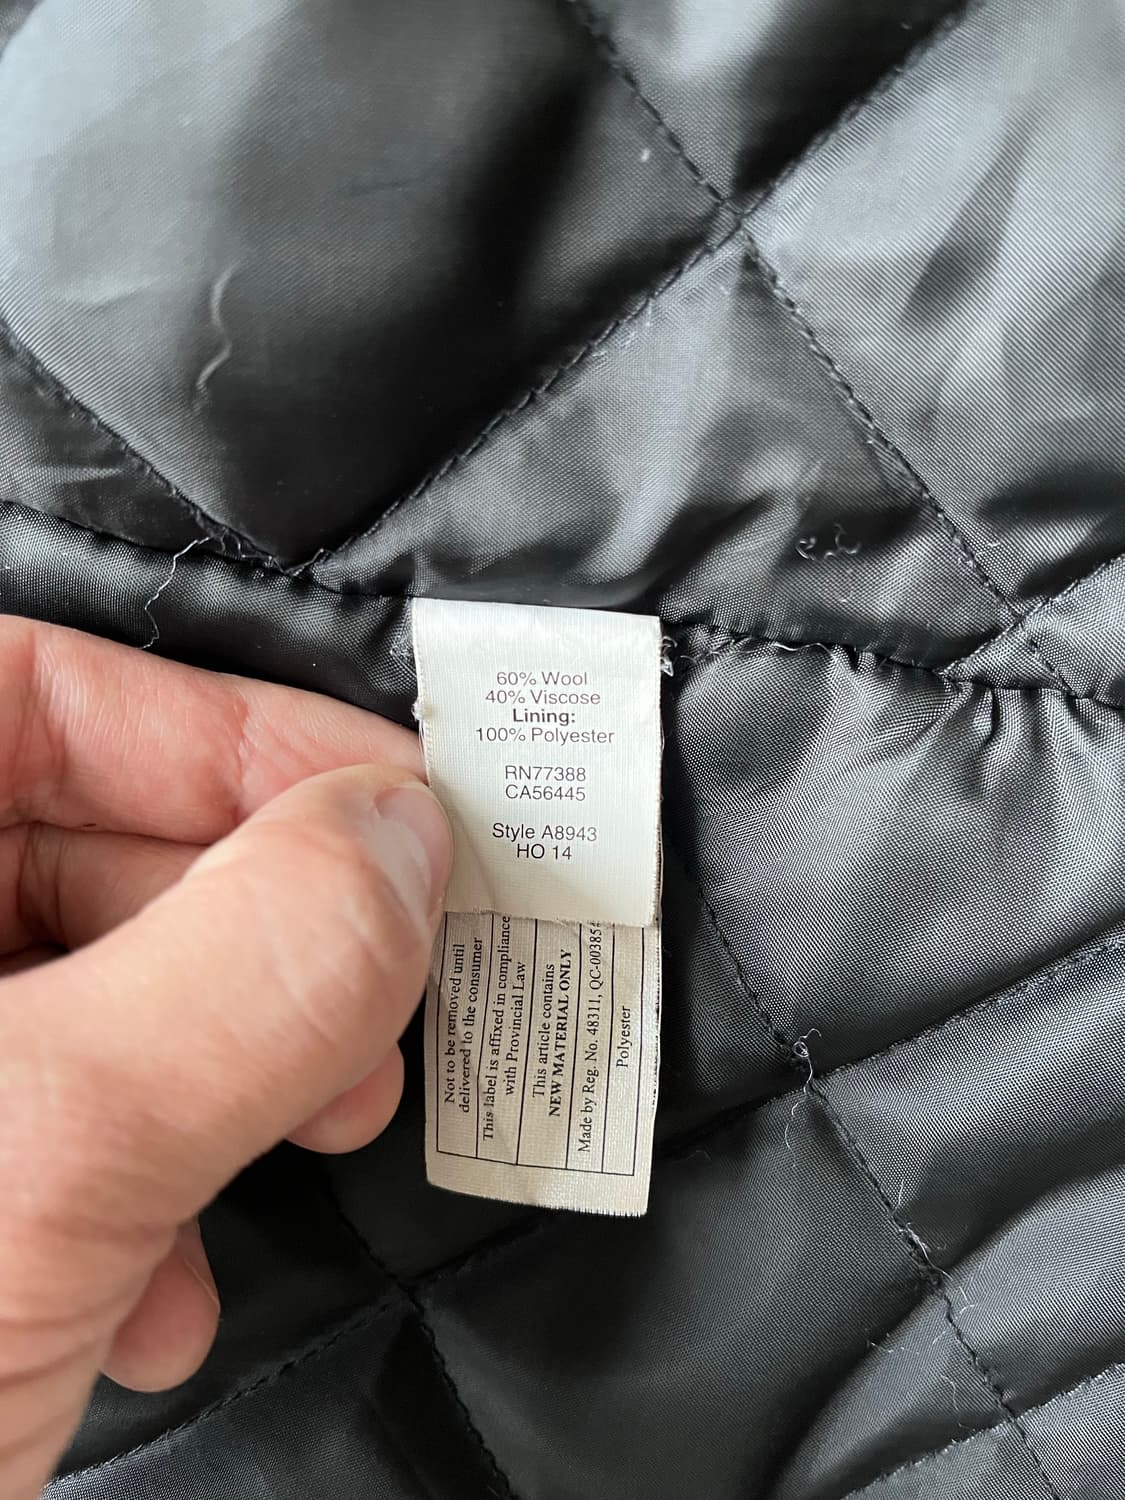 60% Wool
40% Viscose
Lining:
100% Polyester
RN77388
CA56445
Style A8943
HO 14
Not to be removed until
delivered to the consumer
This label is affixed in compliance
with Provincial Law
This article contains
NEW MATERIAL ONLY
Made by Reg. No. 48311, QC-00385
Polyester